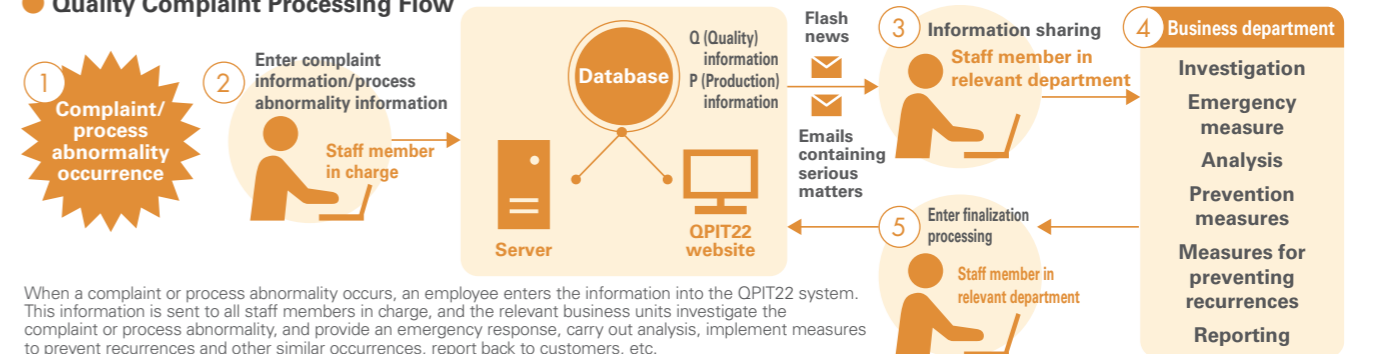 Quality Complaint Processing Flow
1
Complaint/
process
abnormality
occurrence
2
Enter complaint
information/process
abnormality information
Staff member
in charge
Database
Q (Quality)
information
P (Production)
information
Server
QPIT22
website
Flash
news
Emails
containing
serious
matters
3
Information sharing
Staff member in
relevant department
4
Business department
Investigation
Emergency
measure
Analysis
Prevention
measures
Measures for
preventing
recurrences
Reporting
5
Enter finalization
processing
Staff member in
relevant department
When a complaint or process abnormality occurs, an employee enters the information into the QPIT22 system.
This information is sent to all staff members in charge, and the relevant business units investigate the
complaint or process abnormality, and provide an emergency response, carry out analysis, implement measures
to prevent recurrences and other similar occurrences, report back to customers, etc.